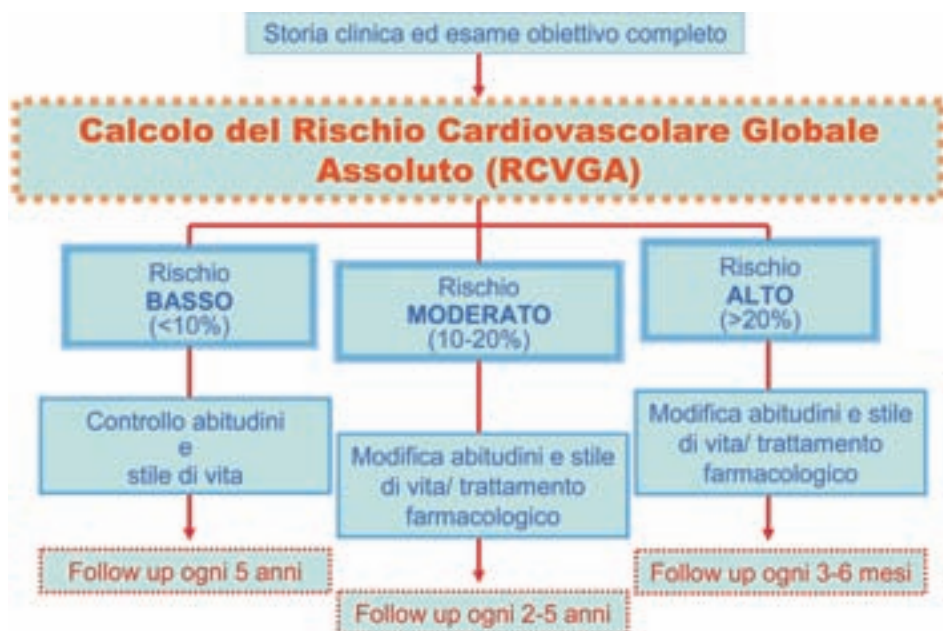 Storia clinica ed esame obiettivo completo
Calcolo del Rischio Cardiovascolare Globale
Assoluto (RCVGA)
Rischio
BASSO
(<10%)
Rischio
MODERATO
(10-20%)
Rischio
ALTO
(>20%)
Controllo abitudini
e
stile di vita
Modifica abitudini e stile
di vita/ trattamento
farmacologico
Modifica abitudini e stile
di vita/ trattamento
farmacologico
Follow up ogni 5 anni
Follow up ogni 2-5 anni
Follow up ogni 3-6 mesi